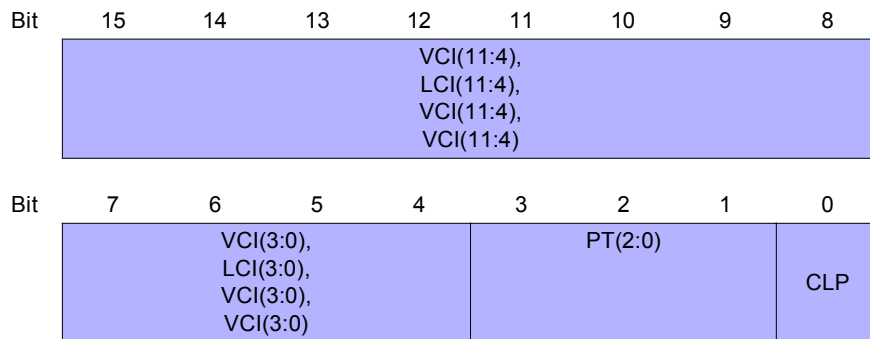 Bit 15 14 13 12 11 10 9 8
VCI(11:4),
LCI(11:4),
VCI(11:4),
VCI(11:4)
Bit 7 6 5 4 3 2 1 0
VCI(3:0), PT(2:0)
LCI(3:0),
CLP
VCI(3:0),
VCI(3:0)